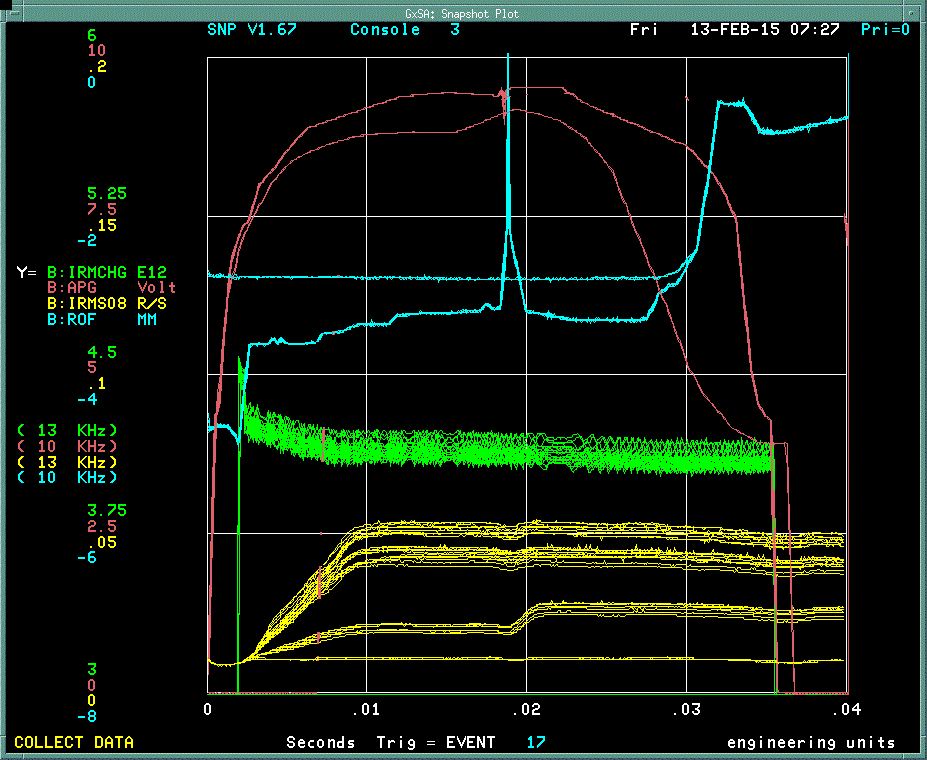 GxSA: Snapshot Plot
SNP V1.67 Console 3 Fri 13-FEB-15 07:27 Pri=0
6
10
.2
0
5.25
7.5
.15
-2
Y= B:IRMCHG E12
B:APG Volt
B:IRMS08 R/S
B:ROF MM
4.5
5
.1
-4
( 13 KHz)
( 10 KHz)
( 13 KHz)
( 10 KHz)
3.75
2.5
.05
-6
3
0
0
-8
0 .01 .02 .03 .04
COLLECT DATA Seconds Trig = EVENT 17 engineering units